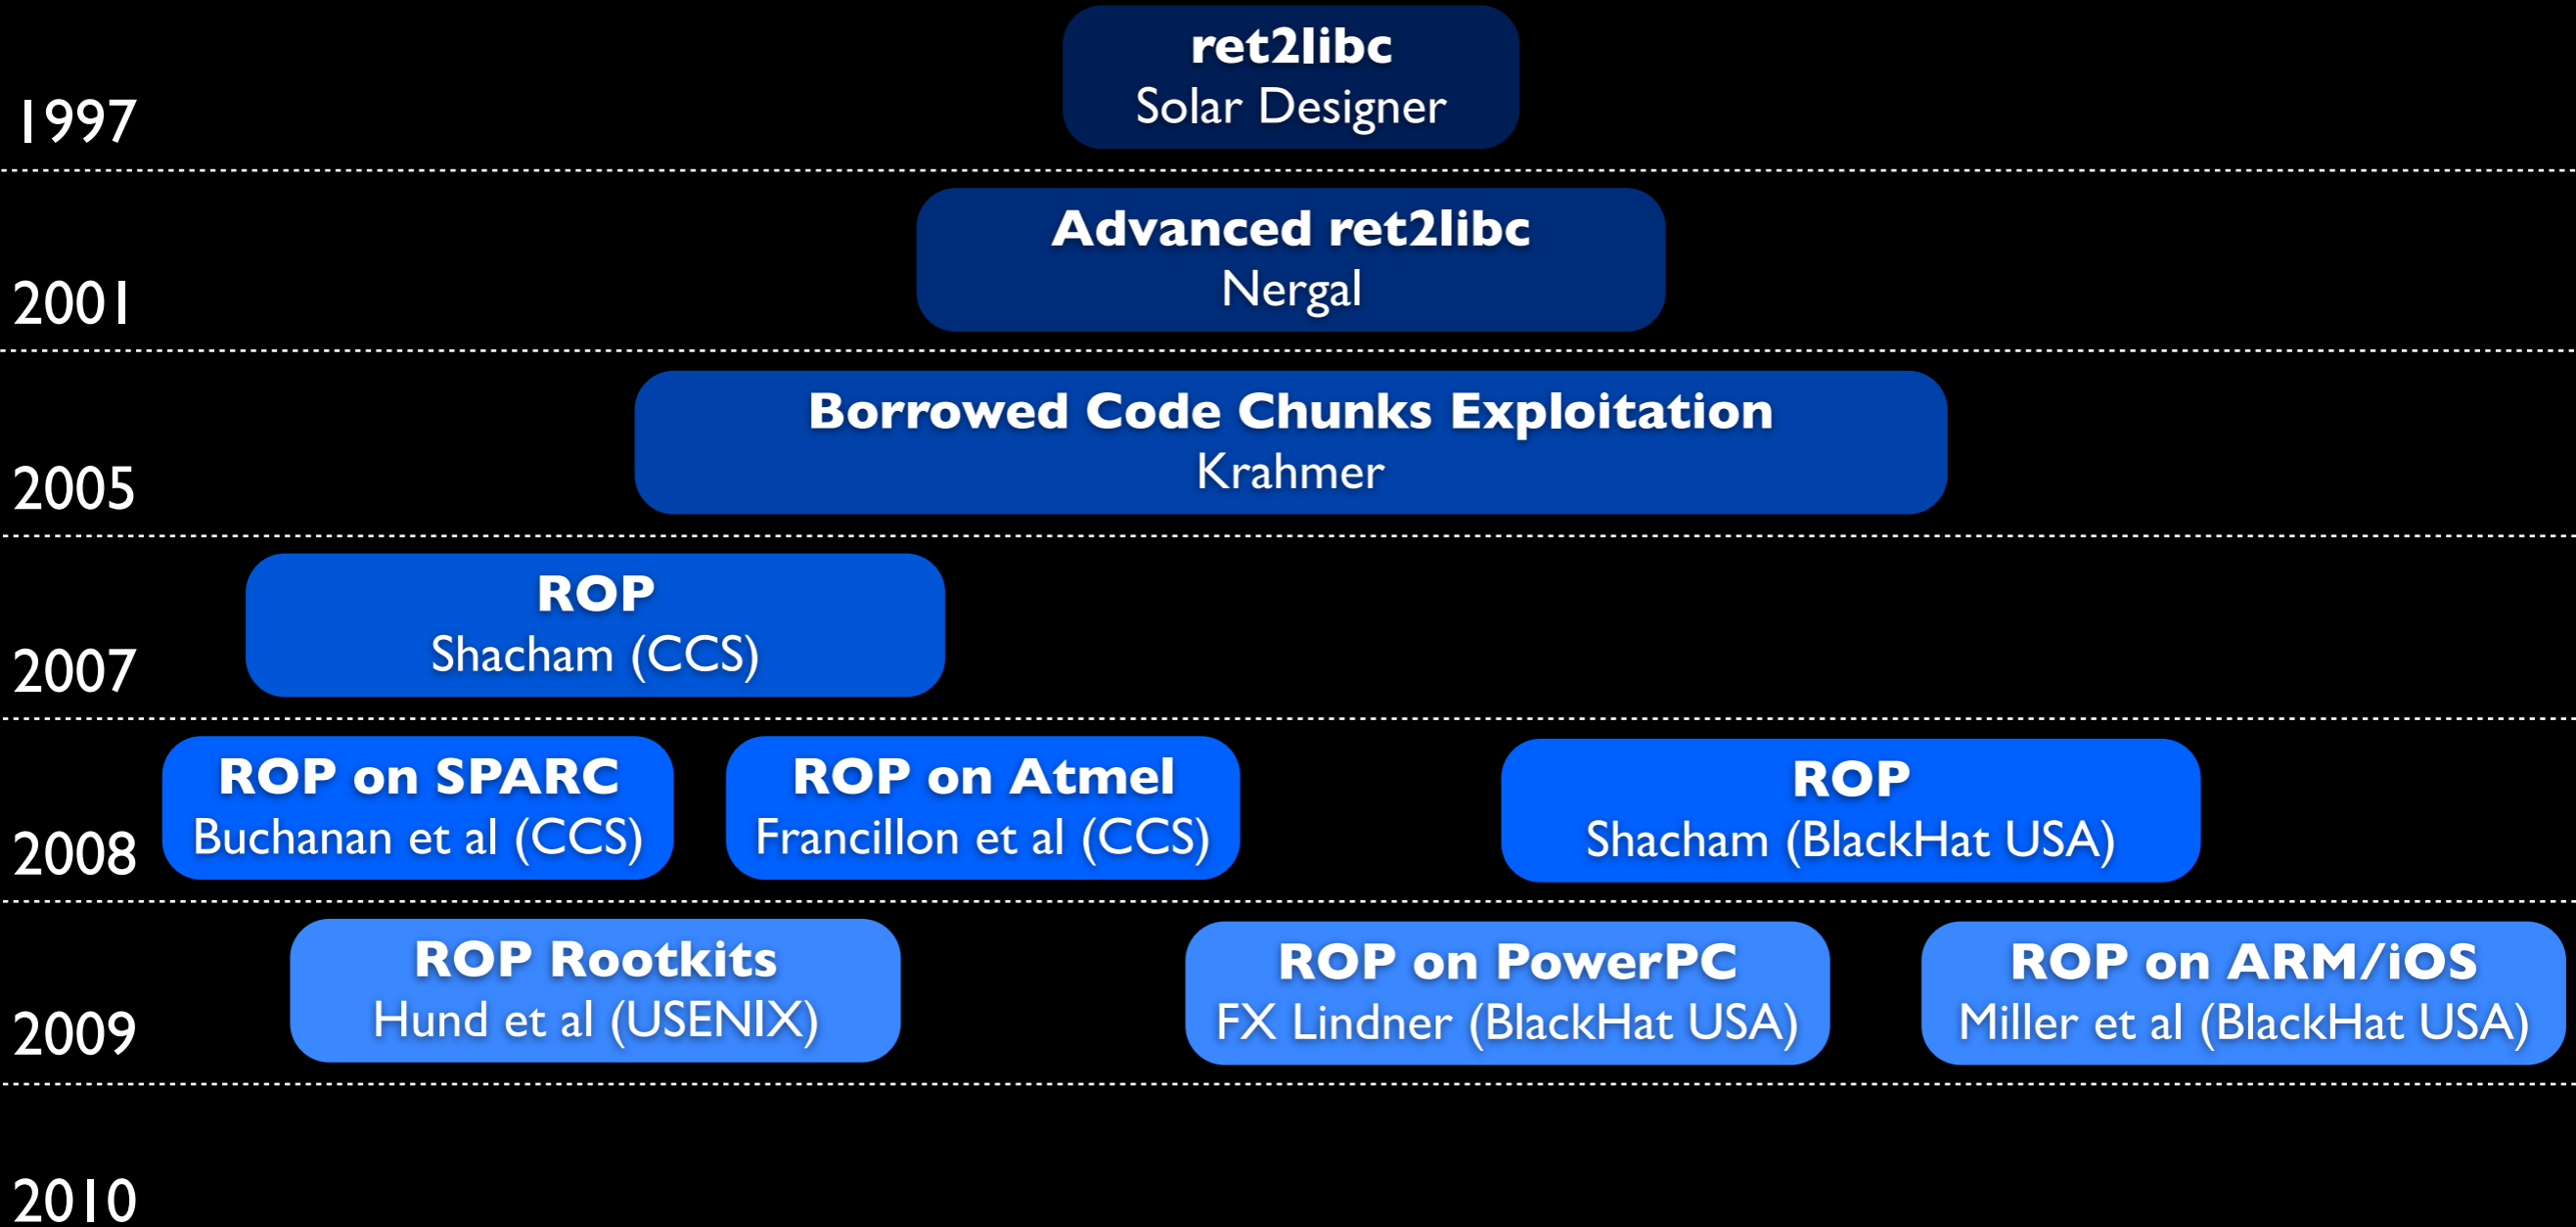 ret2libc
Solar Designer
1997
Advanced ret2libc
Nergal
2001
Borrowed Code Chunks Exploitation
Krahmer
2005
ROP
Shacham (CCS)
2007
ROP on SPARC
Buchanan et al (CCS)
ROP on Atmel
Francillon et al (CCS)
ROP
Shacham (BlackHat USA)
2008
ROP Rootkits
Hund et al (USENIX)
ROP on PowerPC
FX Lindner (BlackHat USA)
ROP on ARM/iOS
Miller et al (BlackHat USA)
2009
2010